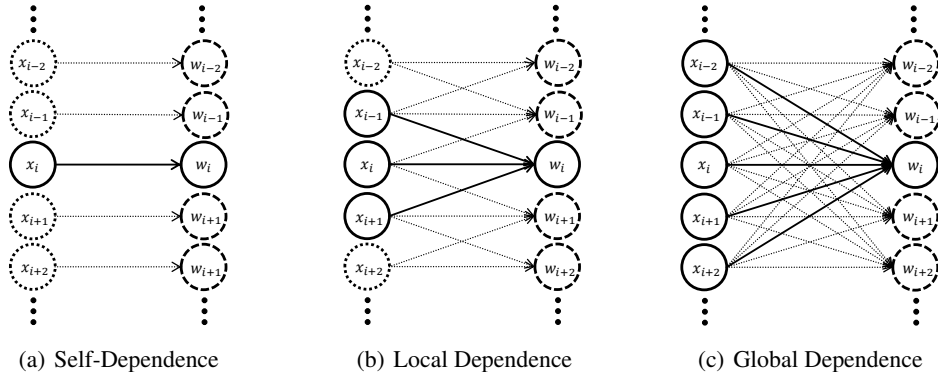 x_{i-2} w_{i-2}
x_{i-1} w_{i-1}
x_i w_i
x_{i+1} w_{i+1}
x_{i+2} w_{i+1}
(a) Self-Dependence
x_{i-2} w_{i-2}
x_{i-1} w_{i-1}
x_i w_i
x_{i+1} w_{i+1}
x_{i+2} w_{i+2}
(b) Local Dependence
x_{i-2} w_{i-2}
x_{i-1} w_{i-1}
x_i w_i
x_{i+1} w_{i+1}
x_{i+2} w_{i+2}
(c) Global Dependence